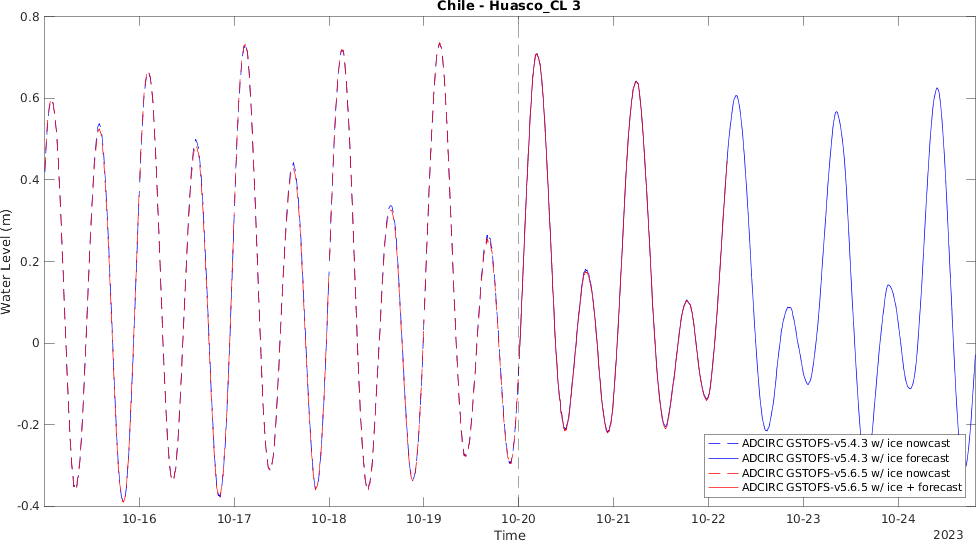 Chile - Huasco_CL 3
0.8
0.6
0.4
0.2
0
-0.2
-0.4
Water Level (m)
ADCIRC GSTOFS-v5.4.3 w/ ice nowcast
ADCIRC GSTOFS-v5.4.3 w/ ice forecast
ADCIRC GSTOFS-v5.6.5 w/ ice nowcast
ADCIRC GSTOFS-v5.6.5 w/ ice + forecast
10-16 10-17 10-18 10-19 10-20 10-21 10-22 10-23 10-24
Time
2023